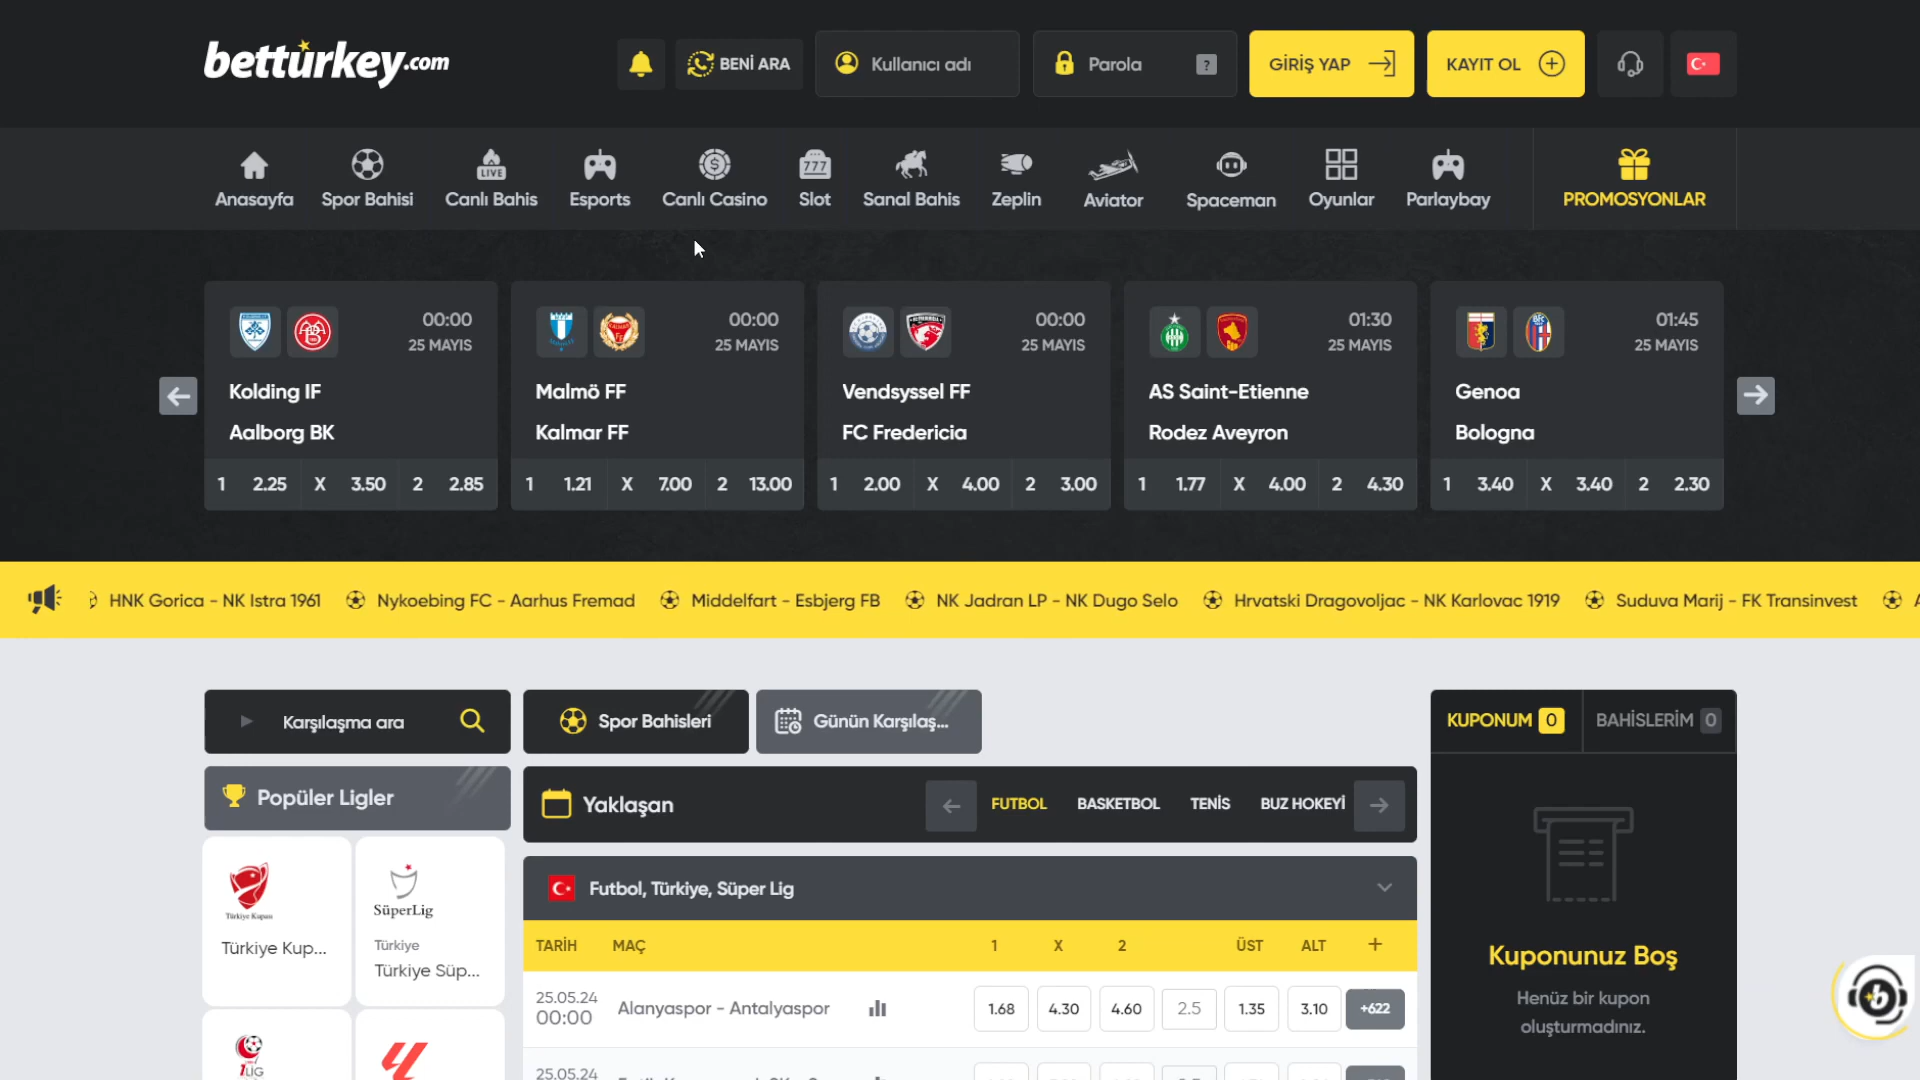 betturkey.com
BENİ ARA
Kullanıcı adı
Parola
?
GİRİŞ YAP
KAYIT OL
Anasayfa
Spor Bahisi
LIVE
Canlı Bahis
Esports
Canlı Casino
777
Slot
Sanal Bahis
Zeplin
Aviator
Spaceman
Oyunlar
Parlaybay
PROMOSYONLAR
00:00
25 MAYIS
Kolding IF
Aalborg BK
1 2.25 X 3.50 2 2.85
00:00
25 MAYIS
Malmö FF
Kalmar FF
1 1.21 X 7.00 2 13.00
00:00
25 MAYIS
Vendsyssel FF
FC Fredericia
1 2.00 X 4.00 2 3.00
01:30
25 MAYIS
AS Saint-Etienne
Rodez Aveyron
1 1.77 X 4.00 2 4.30
01:45
25 MAYIS
Genoa
Bologna
1 3.40 X 3.40 2 2.30
HNK Gorica - NK Istra 1961 Nykoebing FC - Aarhus Fremad Middelfart - Esbjerg FB NK Jadran LP - NK Dugo Selo Hrvatski Dragovoljac - NK Karlovac 1919 Suduva Marij - FK Transinvest
Karşılaşma ara
Spor Bahisleri
Günün Karşılaş...
KUPONUM 0
BAHİSLERİM 0
Popüler Ligler
Yaklaşan
FUTBOL BASKETBOL TENİS BUZ HOKEYİ
Türkiye Kupası
Türkiye Kup...
SüperLig
Türkiye
Türkiye Süp...
1.LİG
Futbol, Türkiye, Süper Lig
TARİH MAÇ 1 X 2 ÜST ALT +
25.05.24
00:00
Alanyaspor - Antalyaspor
1.68 4.30 4.60 2.5 1.35 3.10 +622
25.05.24
Kuponunuz Boş
Henüz bir kupon
oluşturmadınız.
b